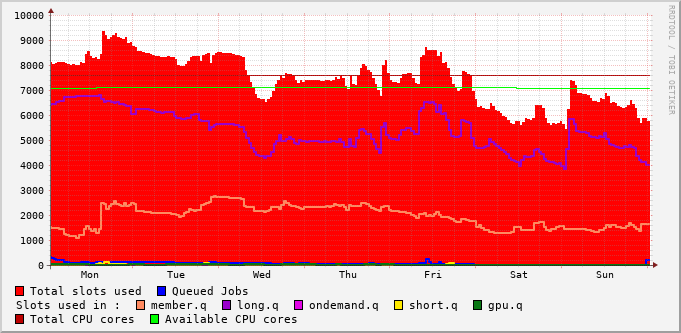 RRDTOOL / TOBI OETIKER
10000
9000
8000
7000
6000
5000
4000
3000
2000
1000
0
Mon Tue Wed Thu Fri Sat Sun
Total slots used Queued Jobs
Slots used in : member.q long.q ondemand.q short.q gpu.q
Total CPU cores Available CPU cores